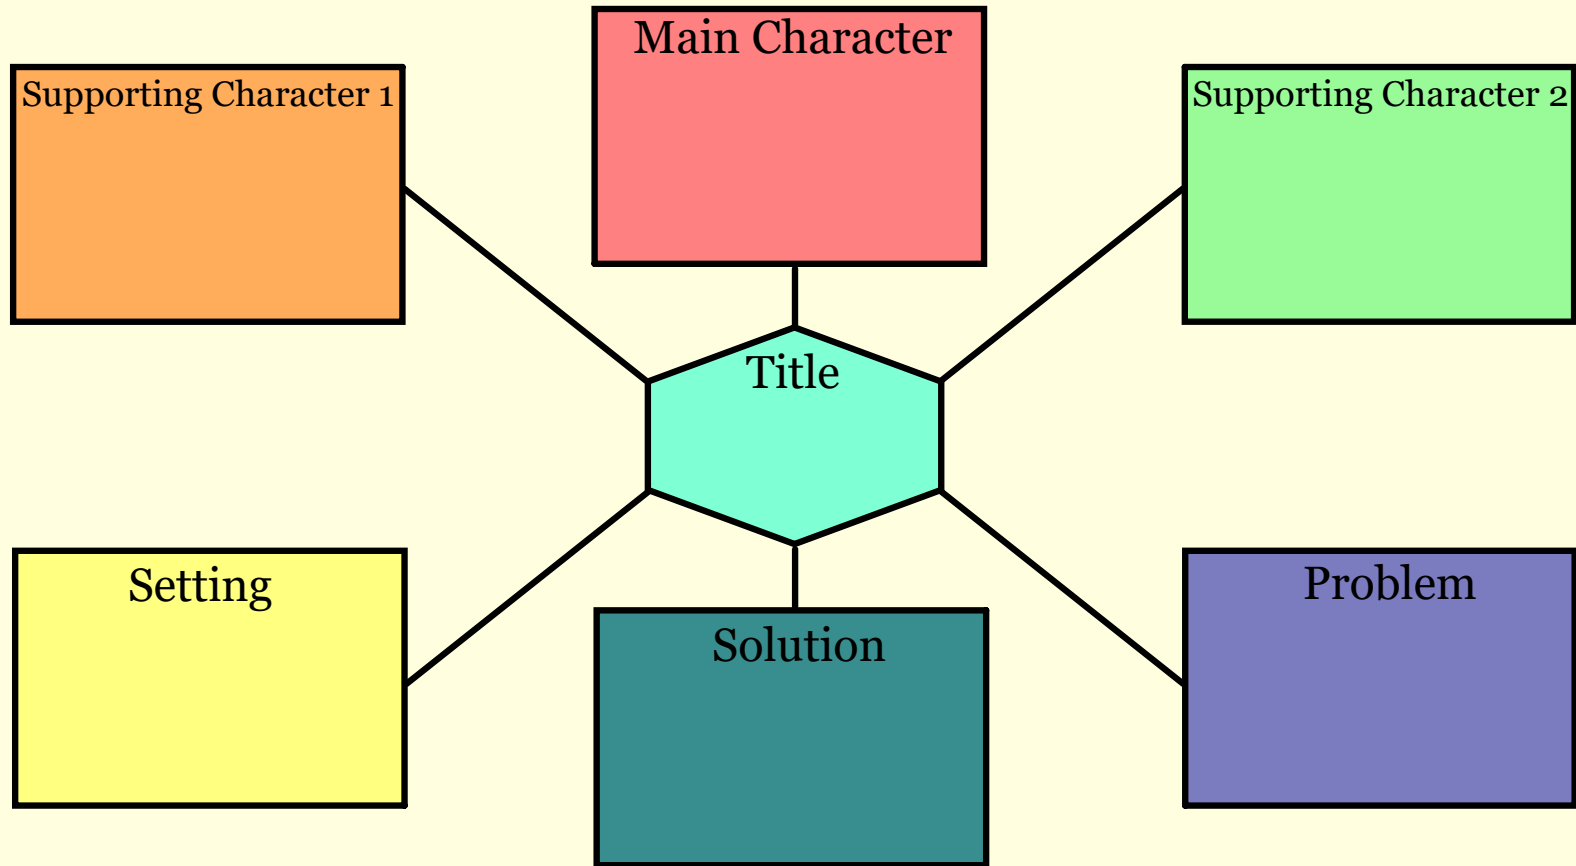 Main Character
Supporting Character 1
Supporting Character 2
Title
Setting
Problem
Solution